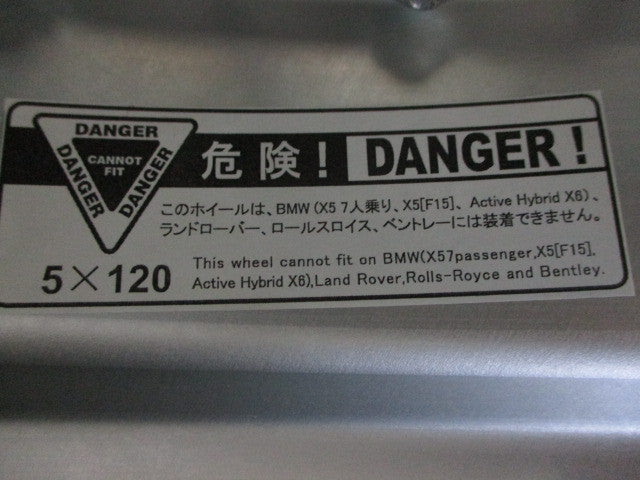 DANGER
DANGER
DANGER
CANNOT
FIT
5×120
危険！
DANGER！
このホイールは、BMW（X5 7人乗り、X5[F15]、Active Hybrid X6）、
ランドローバー、ロールスロイス、ベントレーには装着できません。
This wheel cannot fit on BMW(X57passenger,X5[F15],
Active Hybrid X6),Land Rover,Rolls-Royce and Bentley.